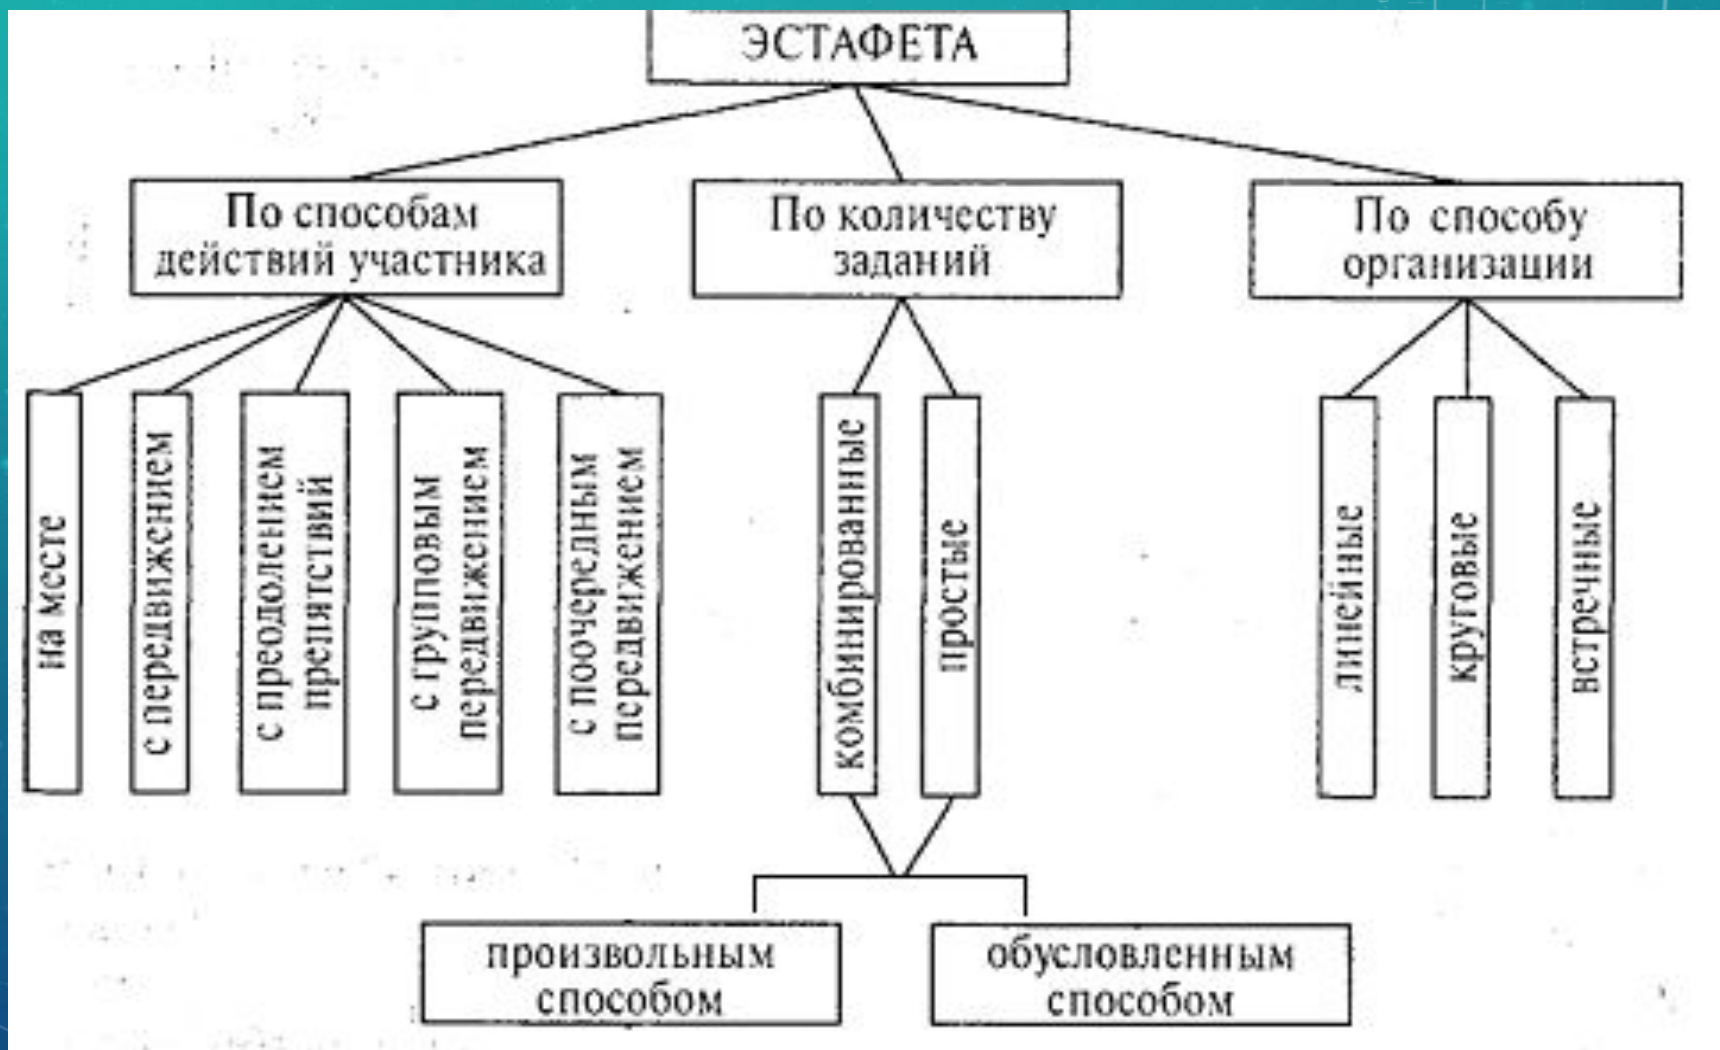 ЭСТАФЕТА
По способам
действий участника
По количеству
заданий
По способу
организации
на месте
с передвижением
с преодолением
препятствий
с групповым
передвижением
с поочередным
передвижением
комбинированные
простые
линейные
круговые
встречные
произвольным
способом
обусловленным
способом